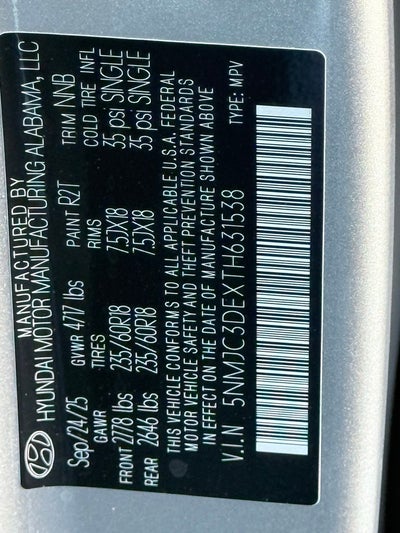 MANUFACTURED BY
HYUNDAI MOTOR MANUFACTURING ALABAMA, LLC
Sep/24/25 GVWR 4717 lbs PAINT R2T TRIM NNB
GAWR TIRES RIMS COLD TIRE INFL
FRONT 2778 lbs 235/60R18 7.5JX18 35 psi SINGLE
REAR 2646 lbs 235/60R18 7.5JX18 35 psi SINGLE
THIS VEHICLE CONFORMS TO ALL APPLICABLE U.S.A. FEDERAL
MOTOR VEHICLE SAFETY AND THEFT PREVENTION STANDARDS
IN EFFECT ON THE DATE OF MANUFACTURE SHOWN ABOVE
V.I.N 5NMJC3DEXTH631538 TYPE: MPV